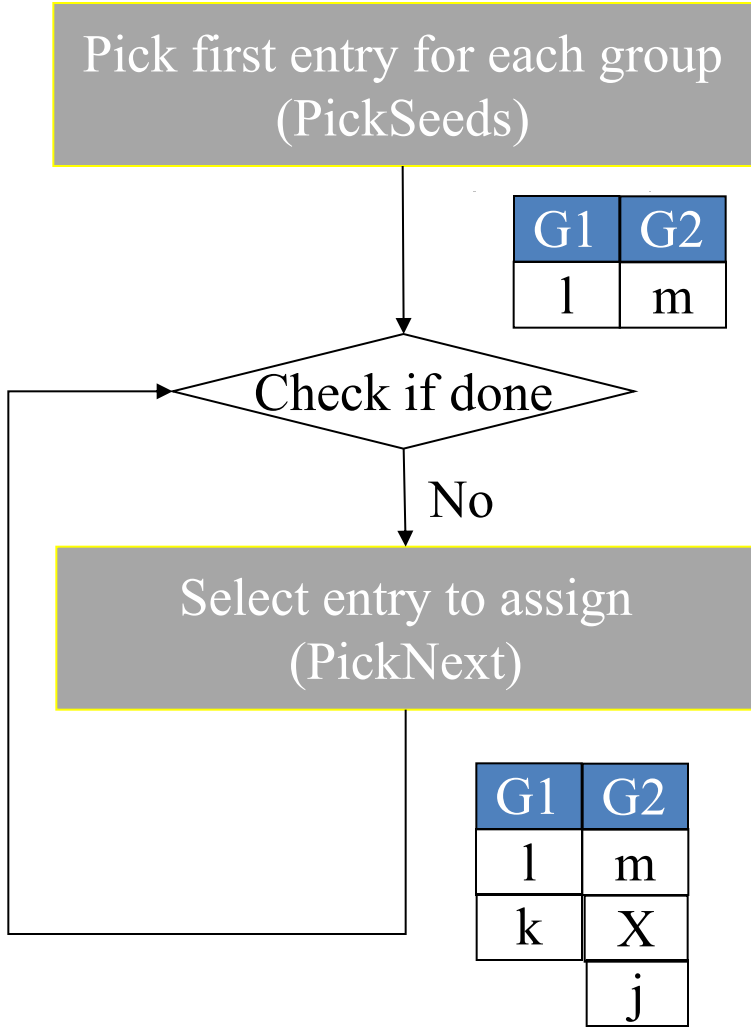 Pick first entry for each group
(PickSeeds)
G1 G2
l m
Check if done
No
Select entry to assign
(PickNext)
G1 G2
l m
k X
j